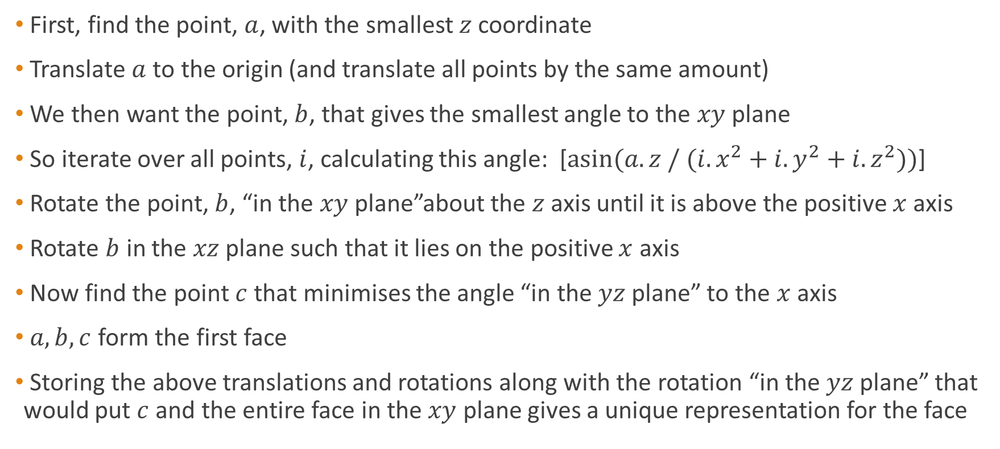 • First, find the point, a, with the smallest z coordinate
• Translate a to the origin (and translate all points by the same amount)
• We then want the point, b, that gives the smallest angle to the xy plane
• So iterate over all points, i, calculating this angle: [asin(a.z / (i.x² + i.y² + i.z²))]
• Rotate the point, b, “in the xy plane”about the z axis until it is above the positive x axis
• Rotate b in the xz plane such that it lies on the positive x axis
• Now find the point c that minimises the angle “in the yz plane” to the x axis
• a, b, c form the first face
• Storing the above translations and rotations along with the rotation “in the yz plane” that
would put c and the entire face in the xy plane gives a unique representation for the face